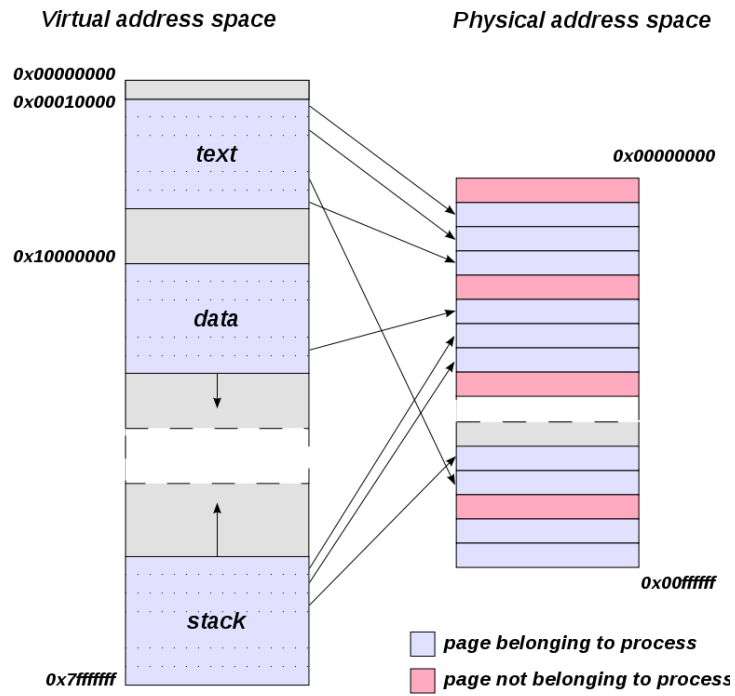 Virtual address space
Physical address space
0x00000000
0x00010000
text
0x00000000
0x10000000
data
stack
0x7fffffff
0x00ffffff
page belonging to process
page not belonging to process